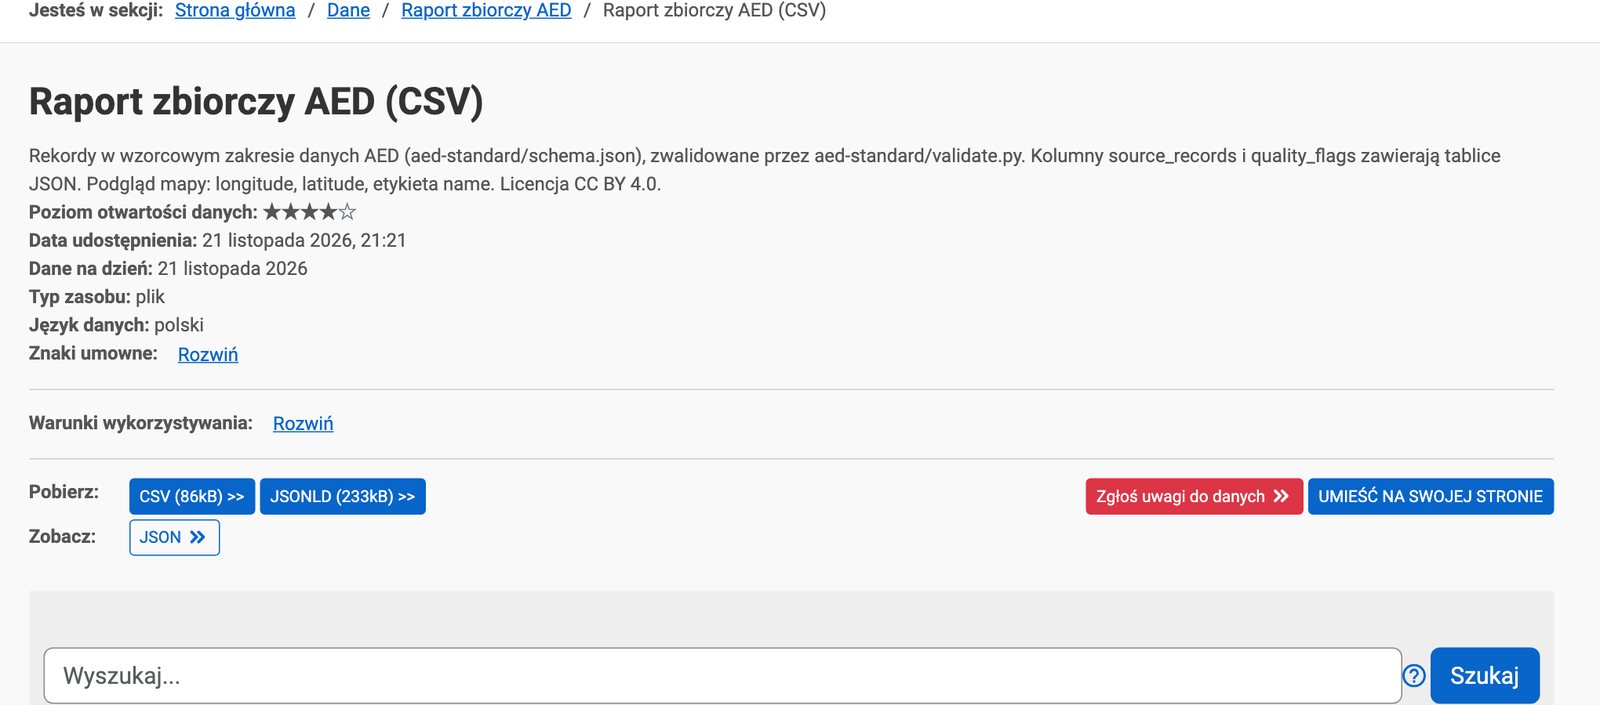 Jesteś w sekcji: Strona główna / Dane / Raport zbiorczy AED / Raport zbiorczy AED (CSV)
Raport zbiorczy AED (CSV)
Rekordy w wzorcowym zakresie danych AED (aed-standard/schema.json), zwalidowane przez aed-standard/validate.py. Kolumny source_records i quality_flags zawierają tablice
JSON. Podgląd mapy: longitude, latitude, etykieta name. Licencja CC BY 4.0.
Poziom otwartości danych: ★★★★☆
Data udostępnienia: 21 listopada 2026, 21:21
Dane na dzień: 21 listopada 2026
Typ zasobu: plik
Język danych: polski
Znaki umowne: Rozwiń
Warunki wykorzystywania: Rozwiń
Pobierz: CSV (86kB) >> JSONLD (233kB) >> Zgłoś uwagi do danych » UMIEŚĆ NA SWOJEJ STRONIE
Zobacz: JSON »
Wyszukaj... ? Szukaj